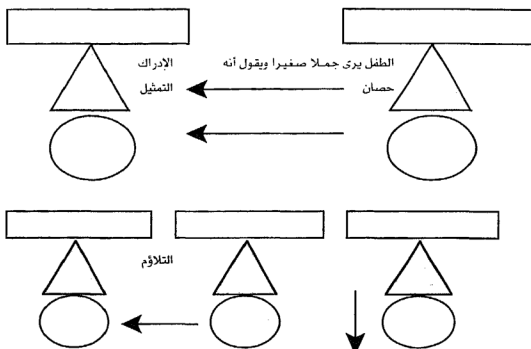 الطفل يرى جملا صغيرا ويقول أنه
حصان
الإدراك
التمثيل
التلاؤم